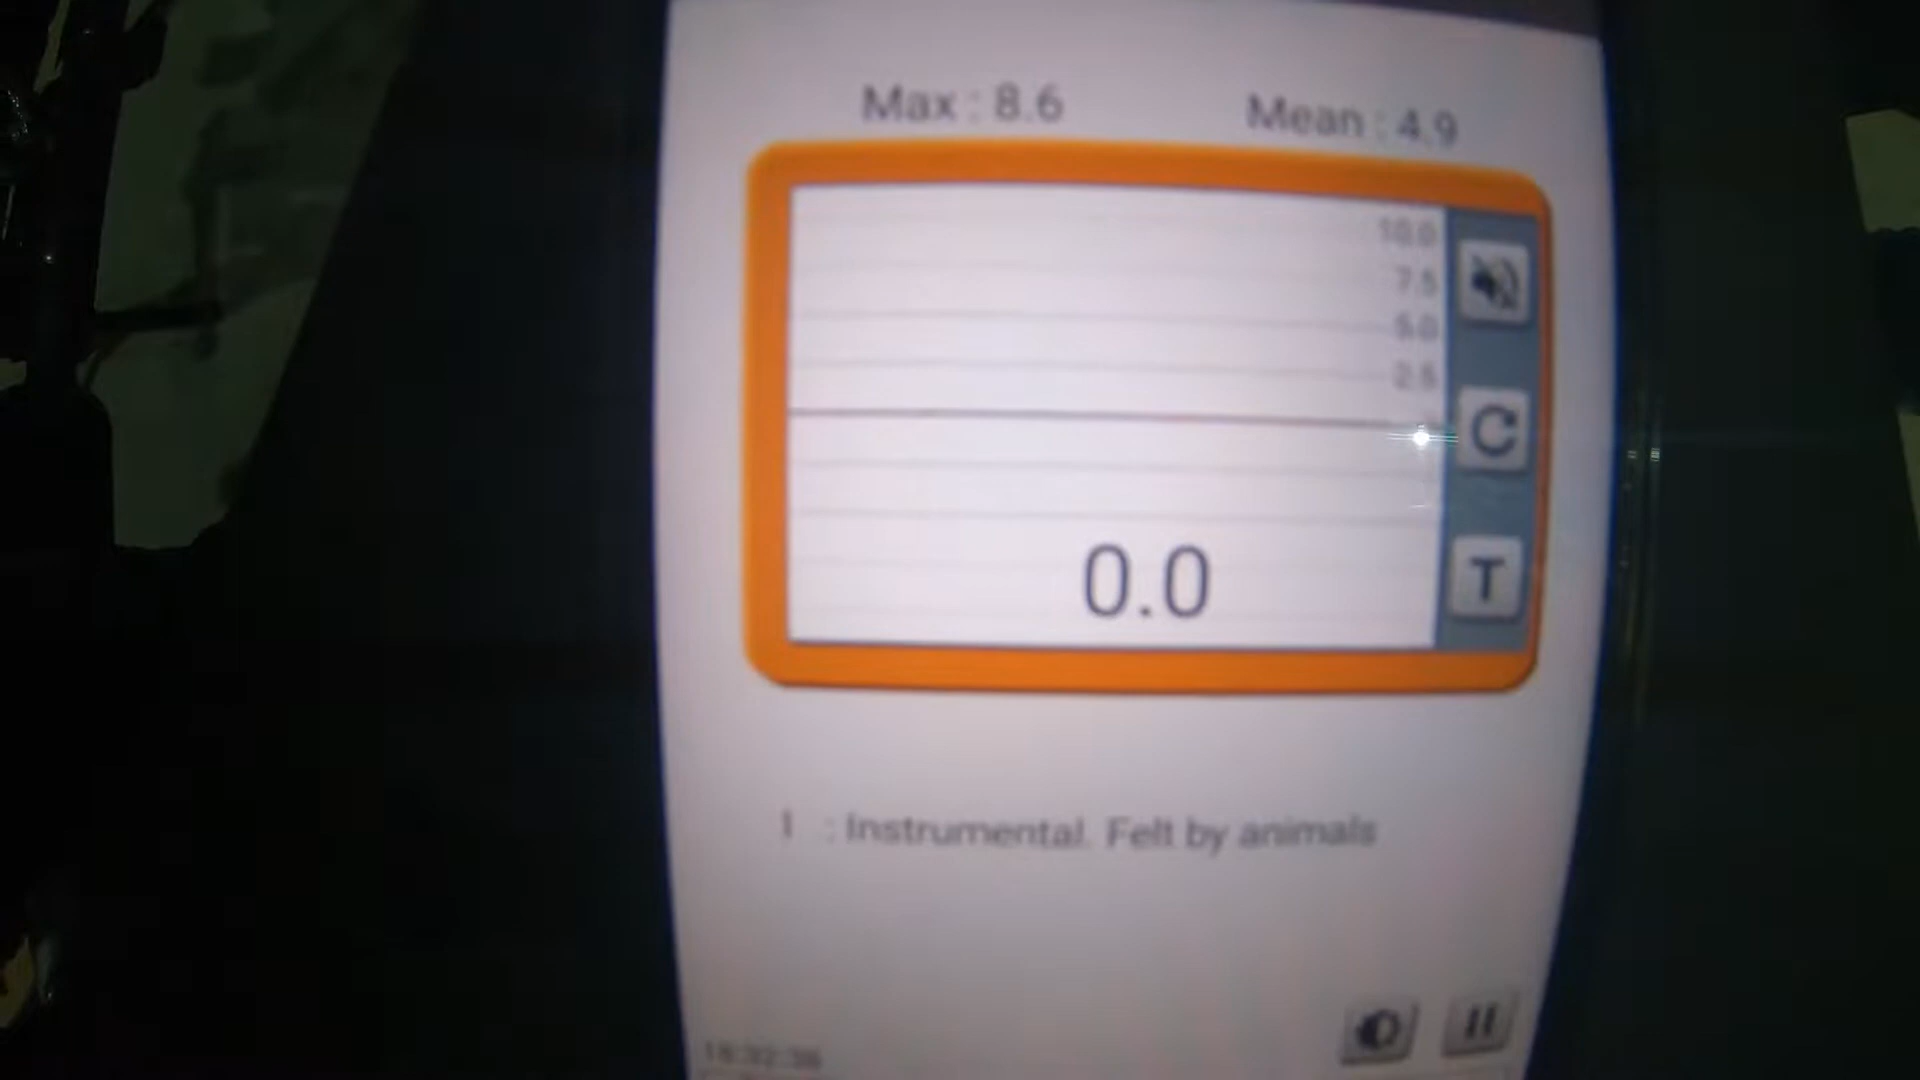 Max : 8.6 Mean : 4.9
10.0
7.5
5.0
2.5
0.0
T
I : Instrumental. Felt by animals